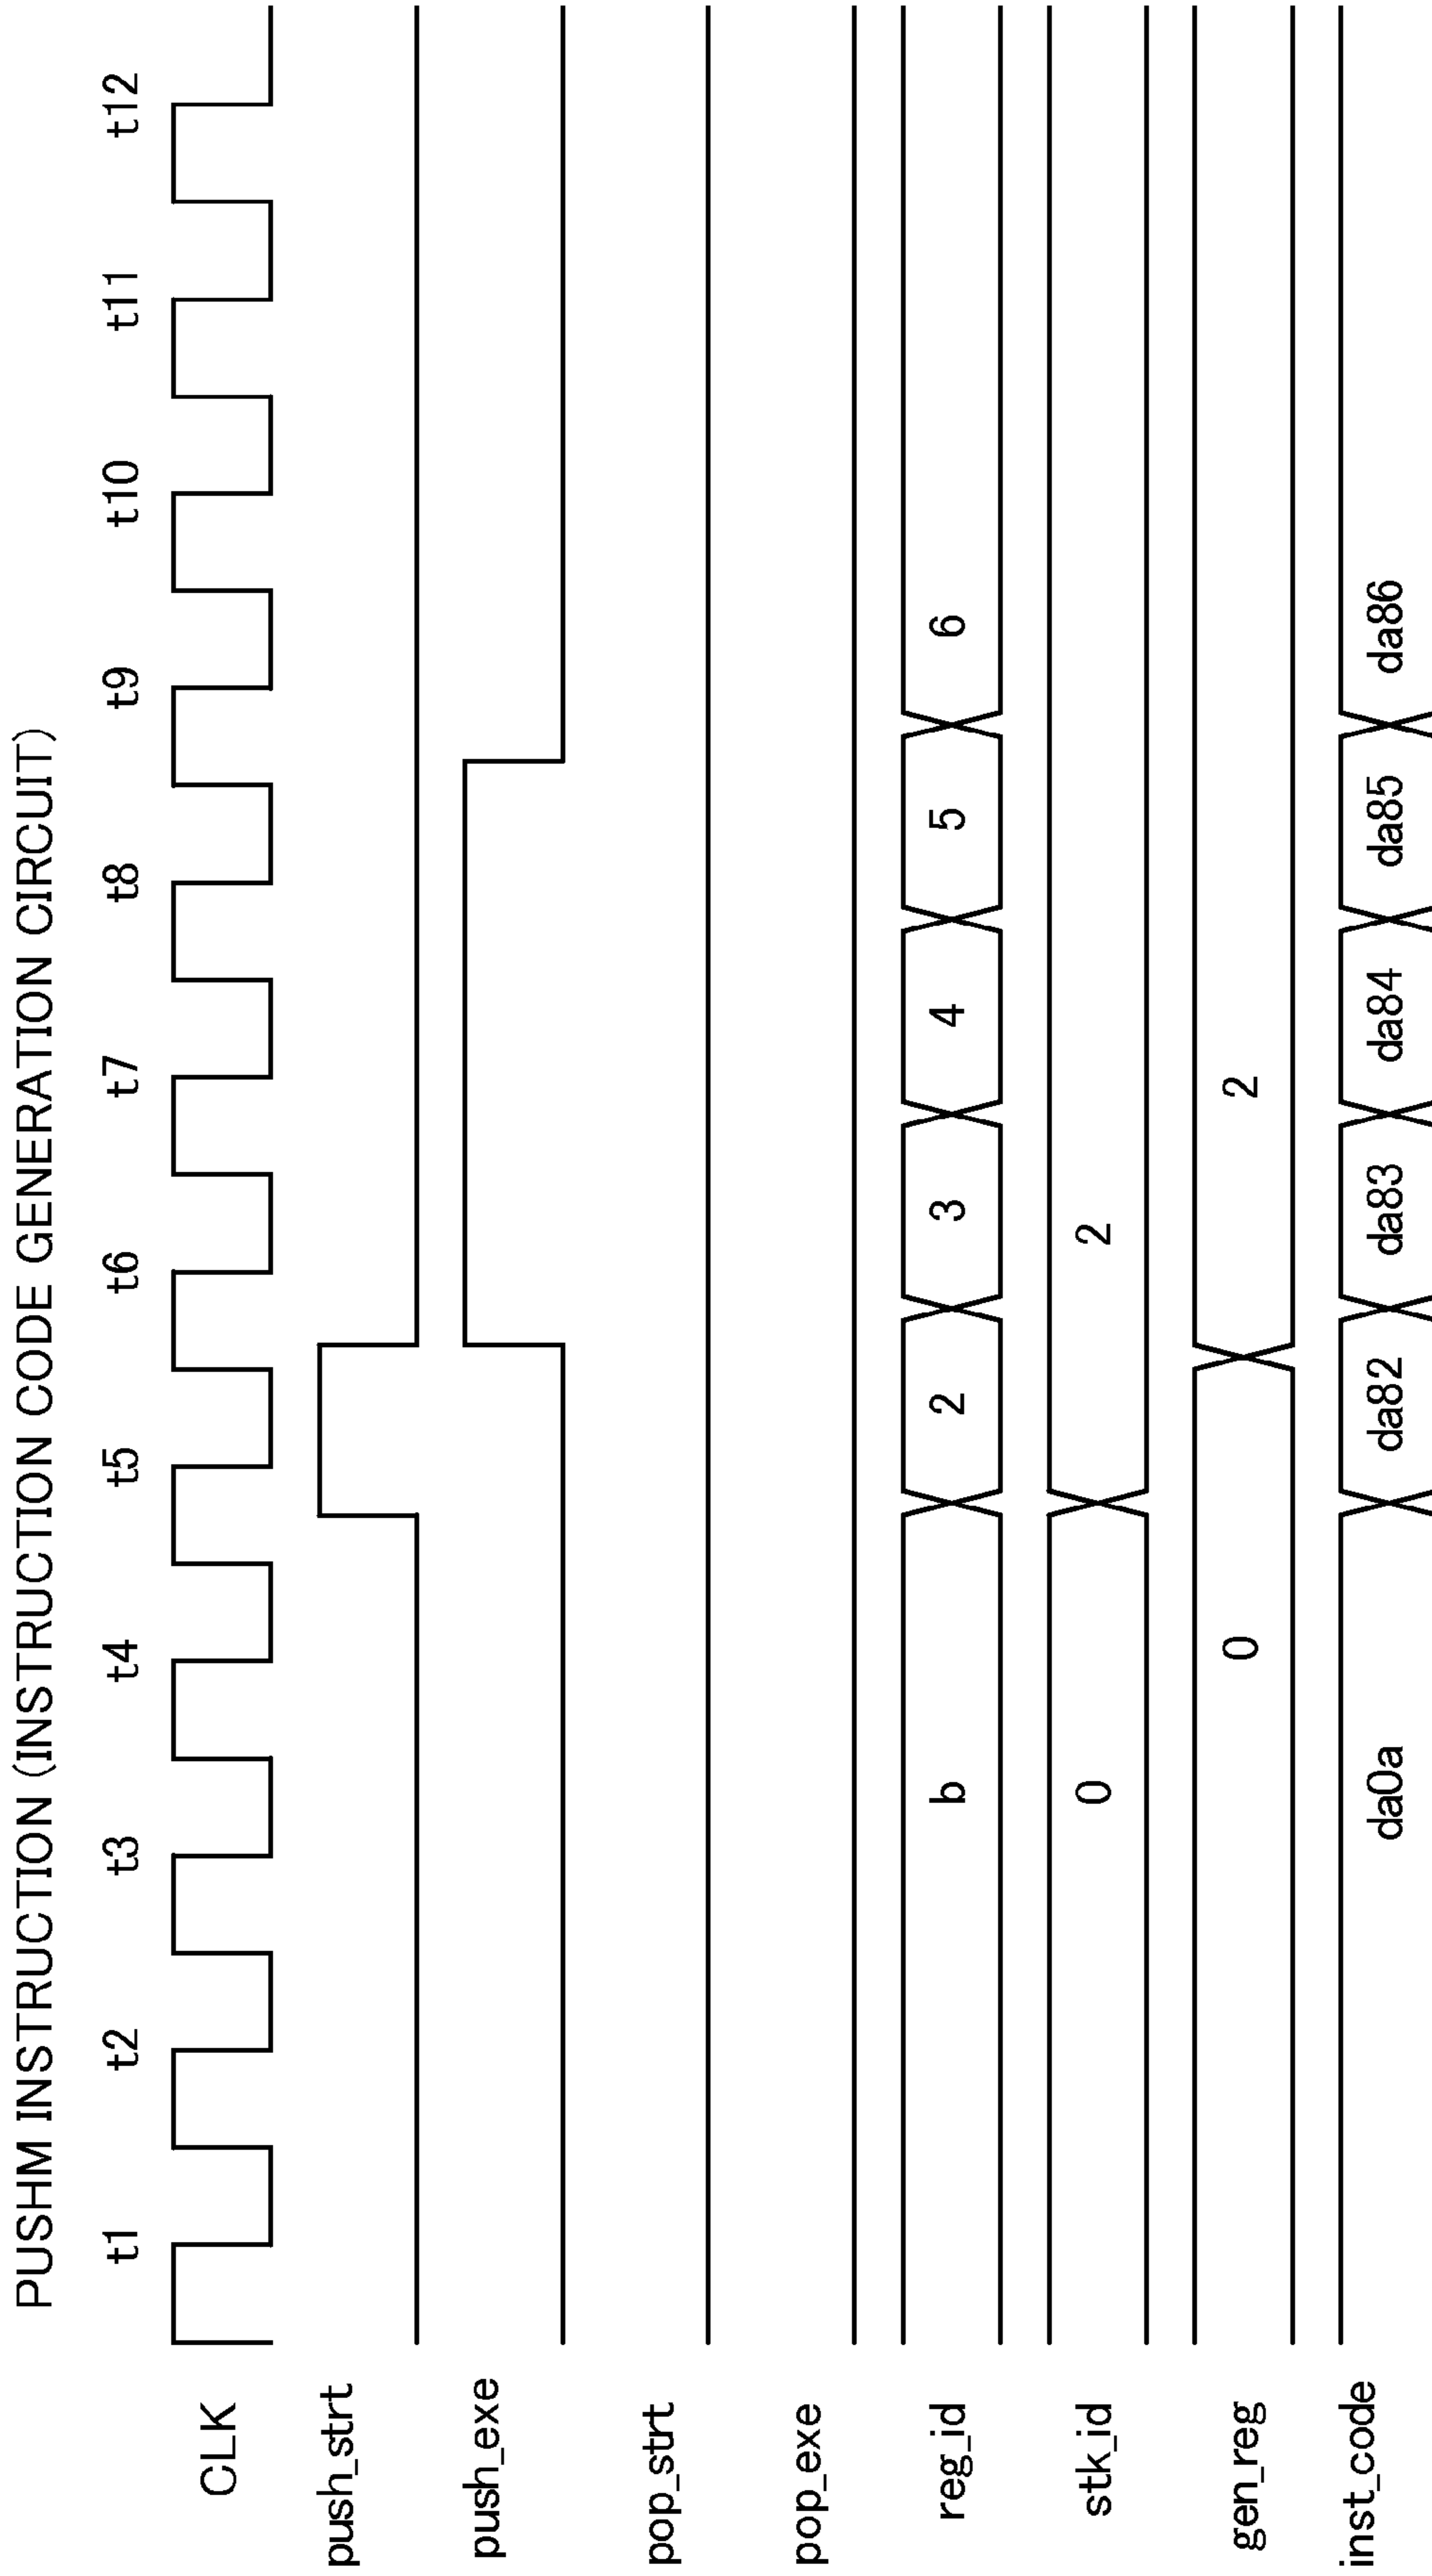 PUSHM INSTRUCTION (INSTRUCTION CODE GENERATION CIRCUIT)
t1 t2 t3 t4 t5 t6 t7 t8 t9 t10 t11 t12
CLK
push_strt
push_exe
pop_strt
pop_exe
reg_id b 2 3 4 5 6
stk_id 0 2
gen_reg 0 2
inst_code da0a da82 da83 da84 da85 da86